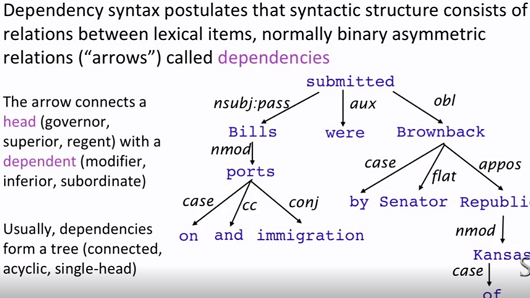 Dependency syntax postulates that syntactic structure consists of
relations between lexical items, normally binary asymmetric
relations (“arrows”) called dependencies
The arrow connects a
head (governor,
superior, regent) with a
dependent (modifier,
inferior, subordinate)
Usually, dependencies
form a tree (connected,
acyclic, single-head)
submitted
nsubj:pass aux obl
Bills were Brownback
nmod
ports
case flat appos
case cc conj
by Senator Republi
on and immigration
nmod
Kansas
case
of